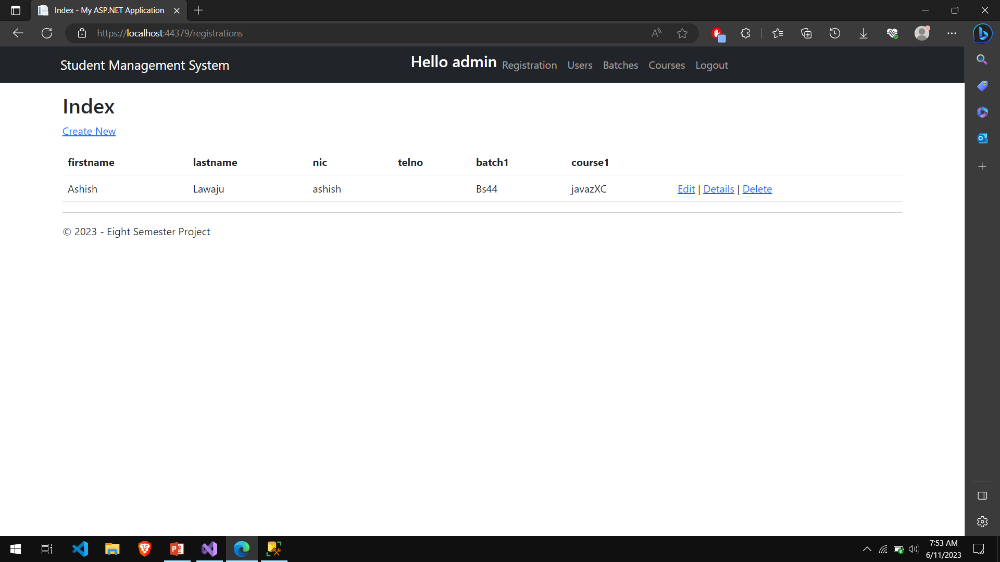 Index - My ASP.NET Application
https://localhost:44379/registrations
Student Management System
Hello admin Registration Users Batches Courses Logout
Index
Create New
firstname lastname nic telno batch1 course1
Ashish Lawaju ashish Bs44 javazXC Edit | Details | Delete
© 2023 - Eight Semester Project
7:53 AM
6/11/2023